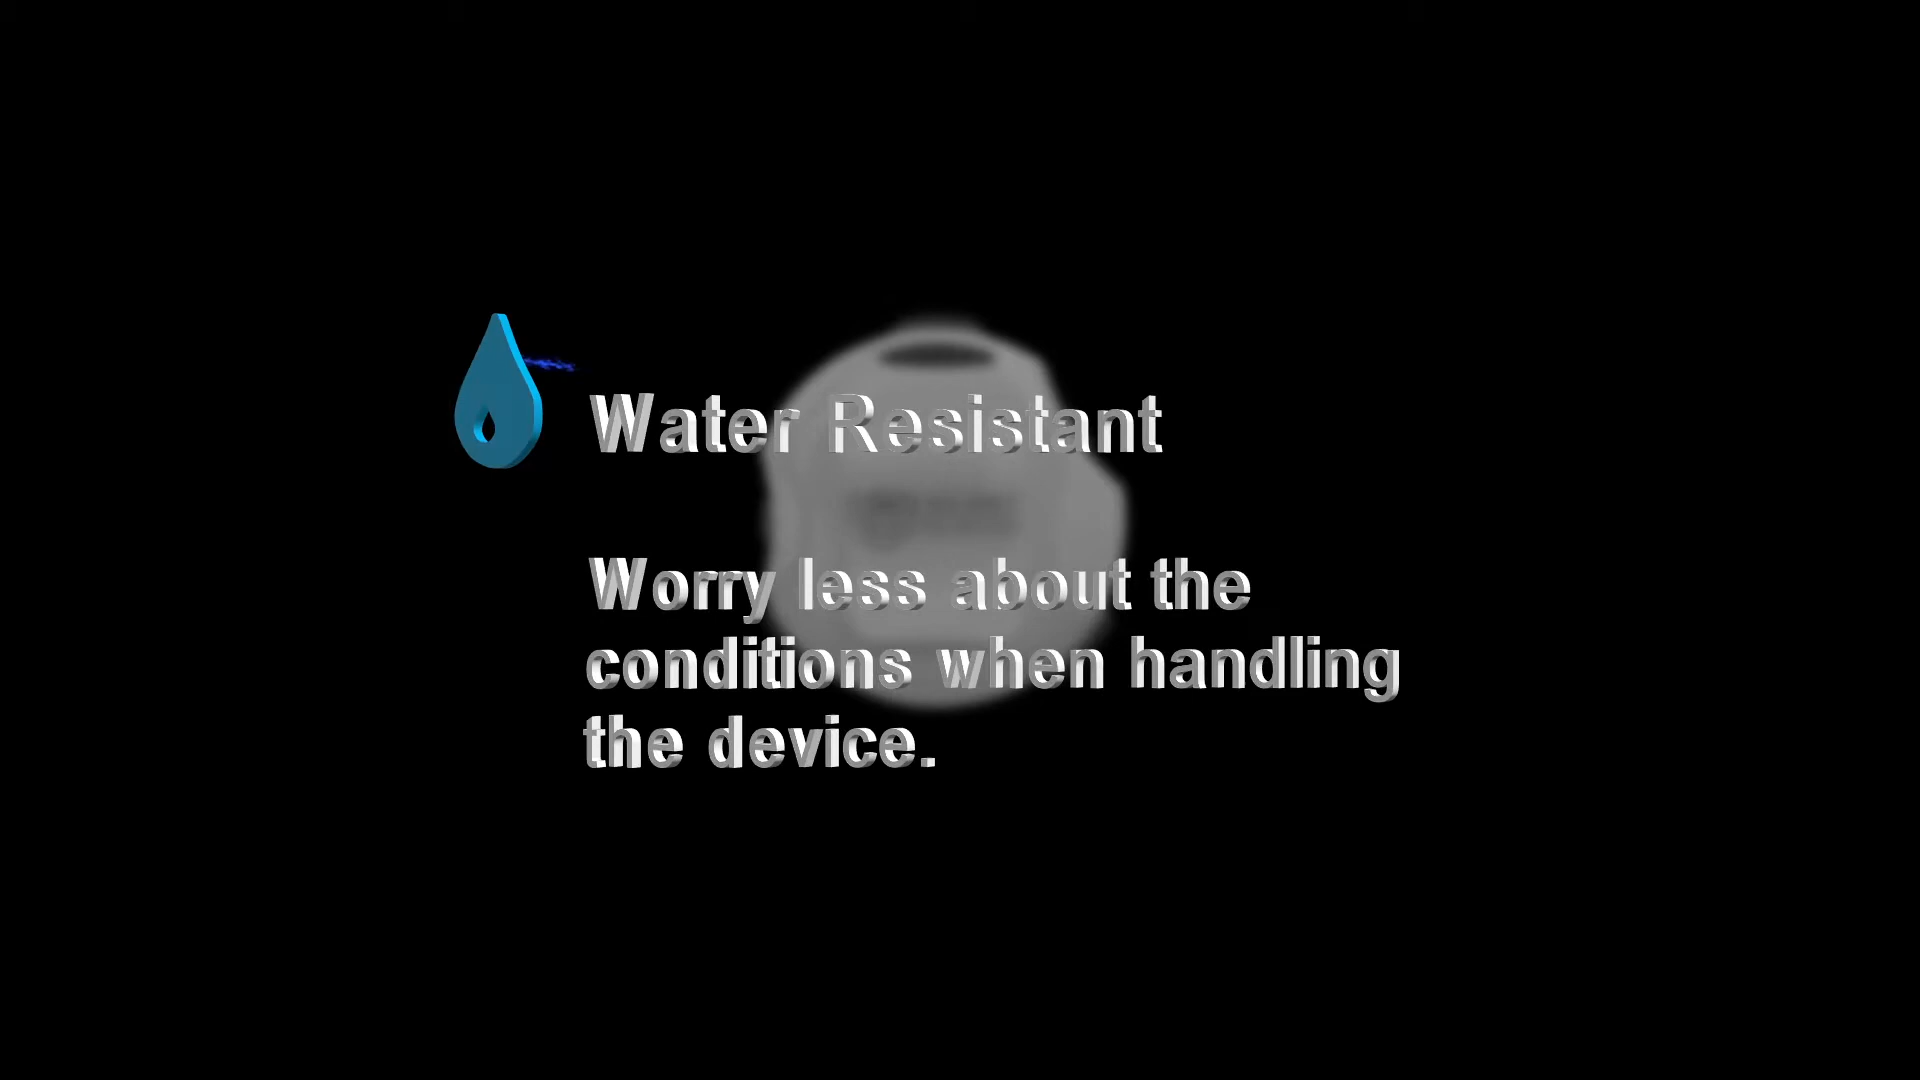 Water Resistant
Worry less about the
conditions when handling
the device.